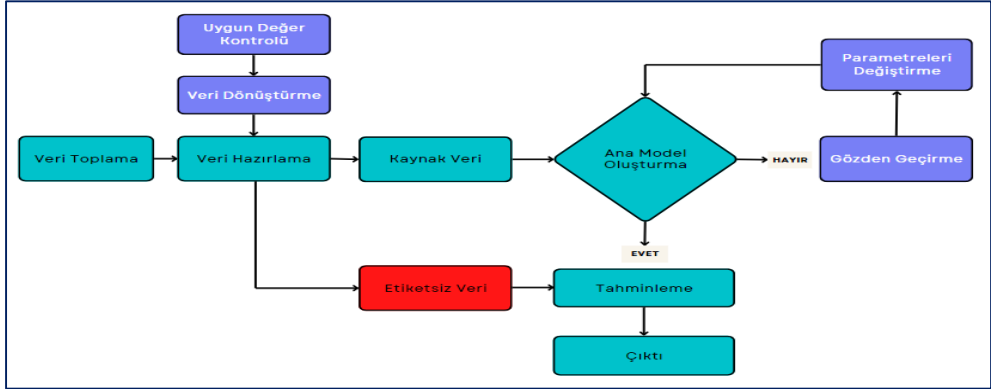 Uygun Değer
Kontrolü
Parametreleri
Değiştirme
Veri Dönüştürme
Veri Toplama
Veri Hazırlama
Kaynak Veri
Ana Model
Oluşturma
HAYIR
Gözden Geçirme
EVET
Etiketsiz Veri
Tahminleme
Çıktı